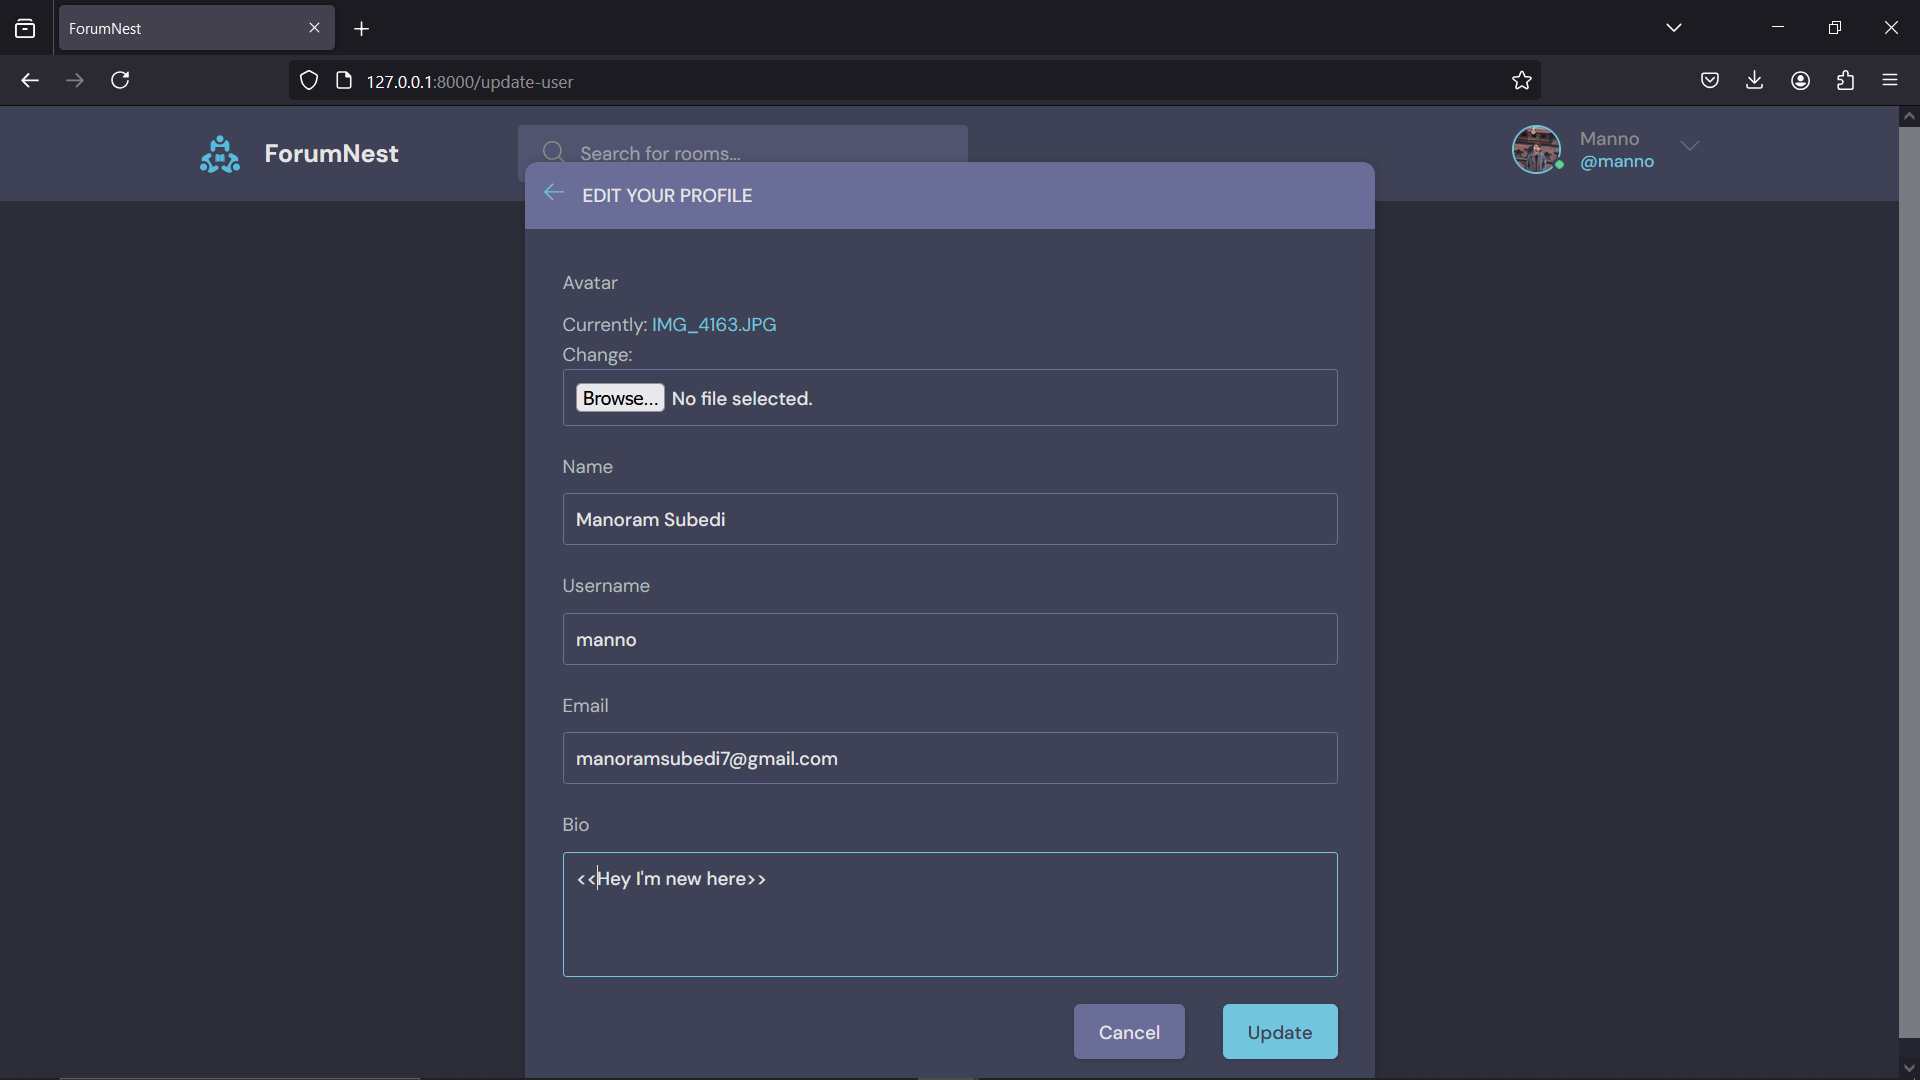 ForumNest
127.0.0.1:8000/update-user
ForumNest
Search for rooms...
Manno
@manno
EDIT YOUR PROFILE
Avatar
Currently: IMG_4163.JPG
Change:
Browse... No file selected.
Name
Manoram Subedi
Username
manno
Email
manoramsubedi7@gmail.com
Bio
<<Hey I'm new here>>
Cancel
Update